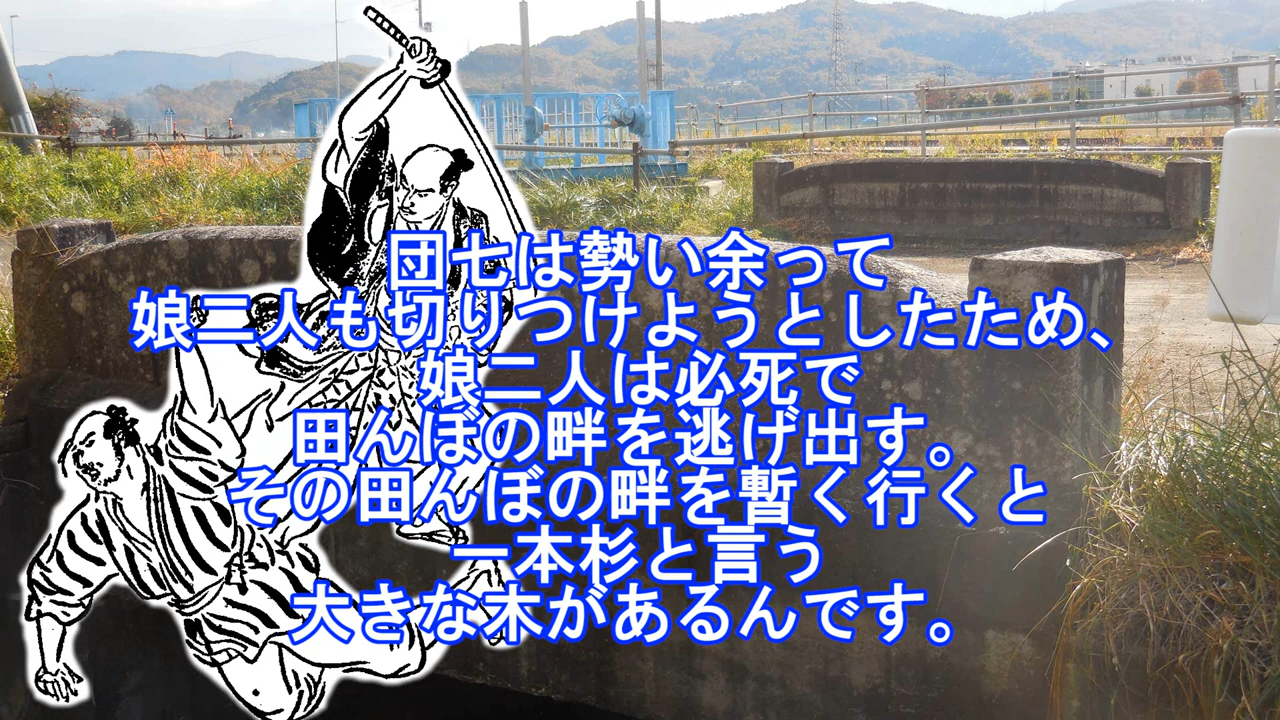 団七は勢い余って
娘二人も切りつけようとしたため、
娘二人は必死で
田んぼの畔を逃げ出す。
その田んぼの畔を暫く行くと
一本杉と言う
大きな木があるんです。